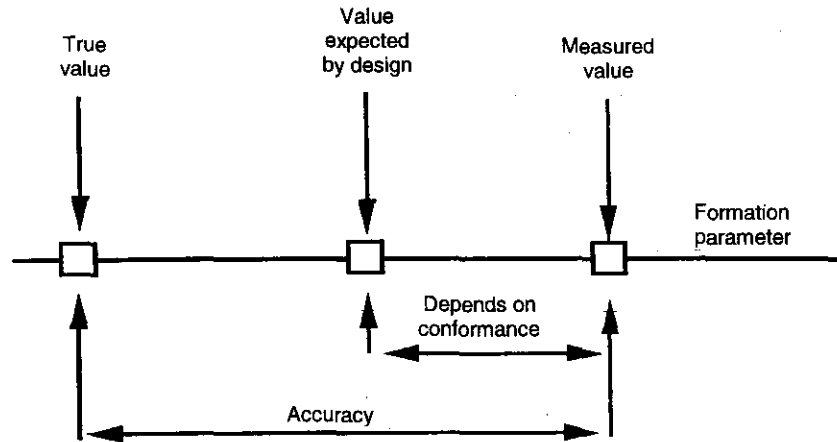 True
value
Value
expected
by design
Measured
value
Formation
parameter
Depends on
conformance
Accuracy